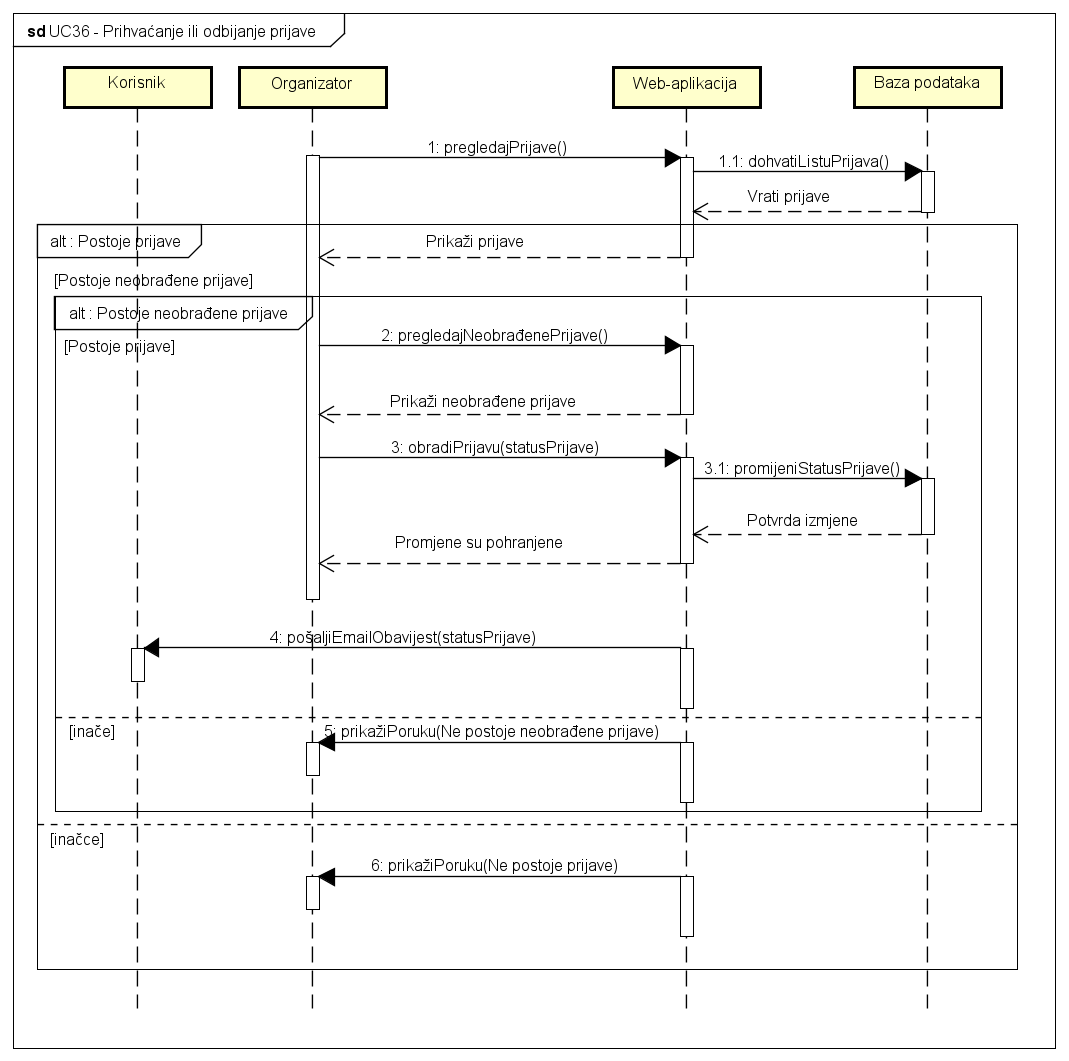 sd UC36 - Prihvaćanje ili odbijanje prijave
Korisnik
Organizator
Web-aplikacija
Baza podataka
1: pregledajPrijave()
1.1: dohvatiListuPrijava()
Vrati prijave
alt : Postoje prijave
Prikaži prijave
[Postoje neobrađene prijave]
alt : Postoje neobrađene prijave
2: pregledajNeobrađenePrijave()
[Postoje prijave]
Prikaži neobrađene prijave
3: obradiPrijavu(statusPrijave)
3.1: promijeniStatusPrijave()
Potvrda izmjene
Promjene su pohranjene
4: pošaljiEmailObavijest(statusPrijave)
[inače]
5: prikažiPoruku(Ne postoje neobrađene prijave)
[inačce]
6: prikažiPoruku(Ne postoje prijave)